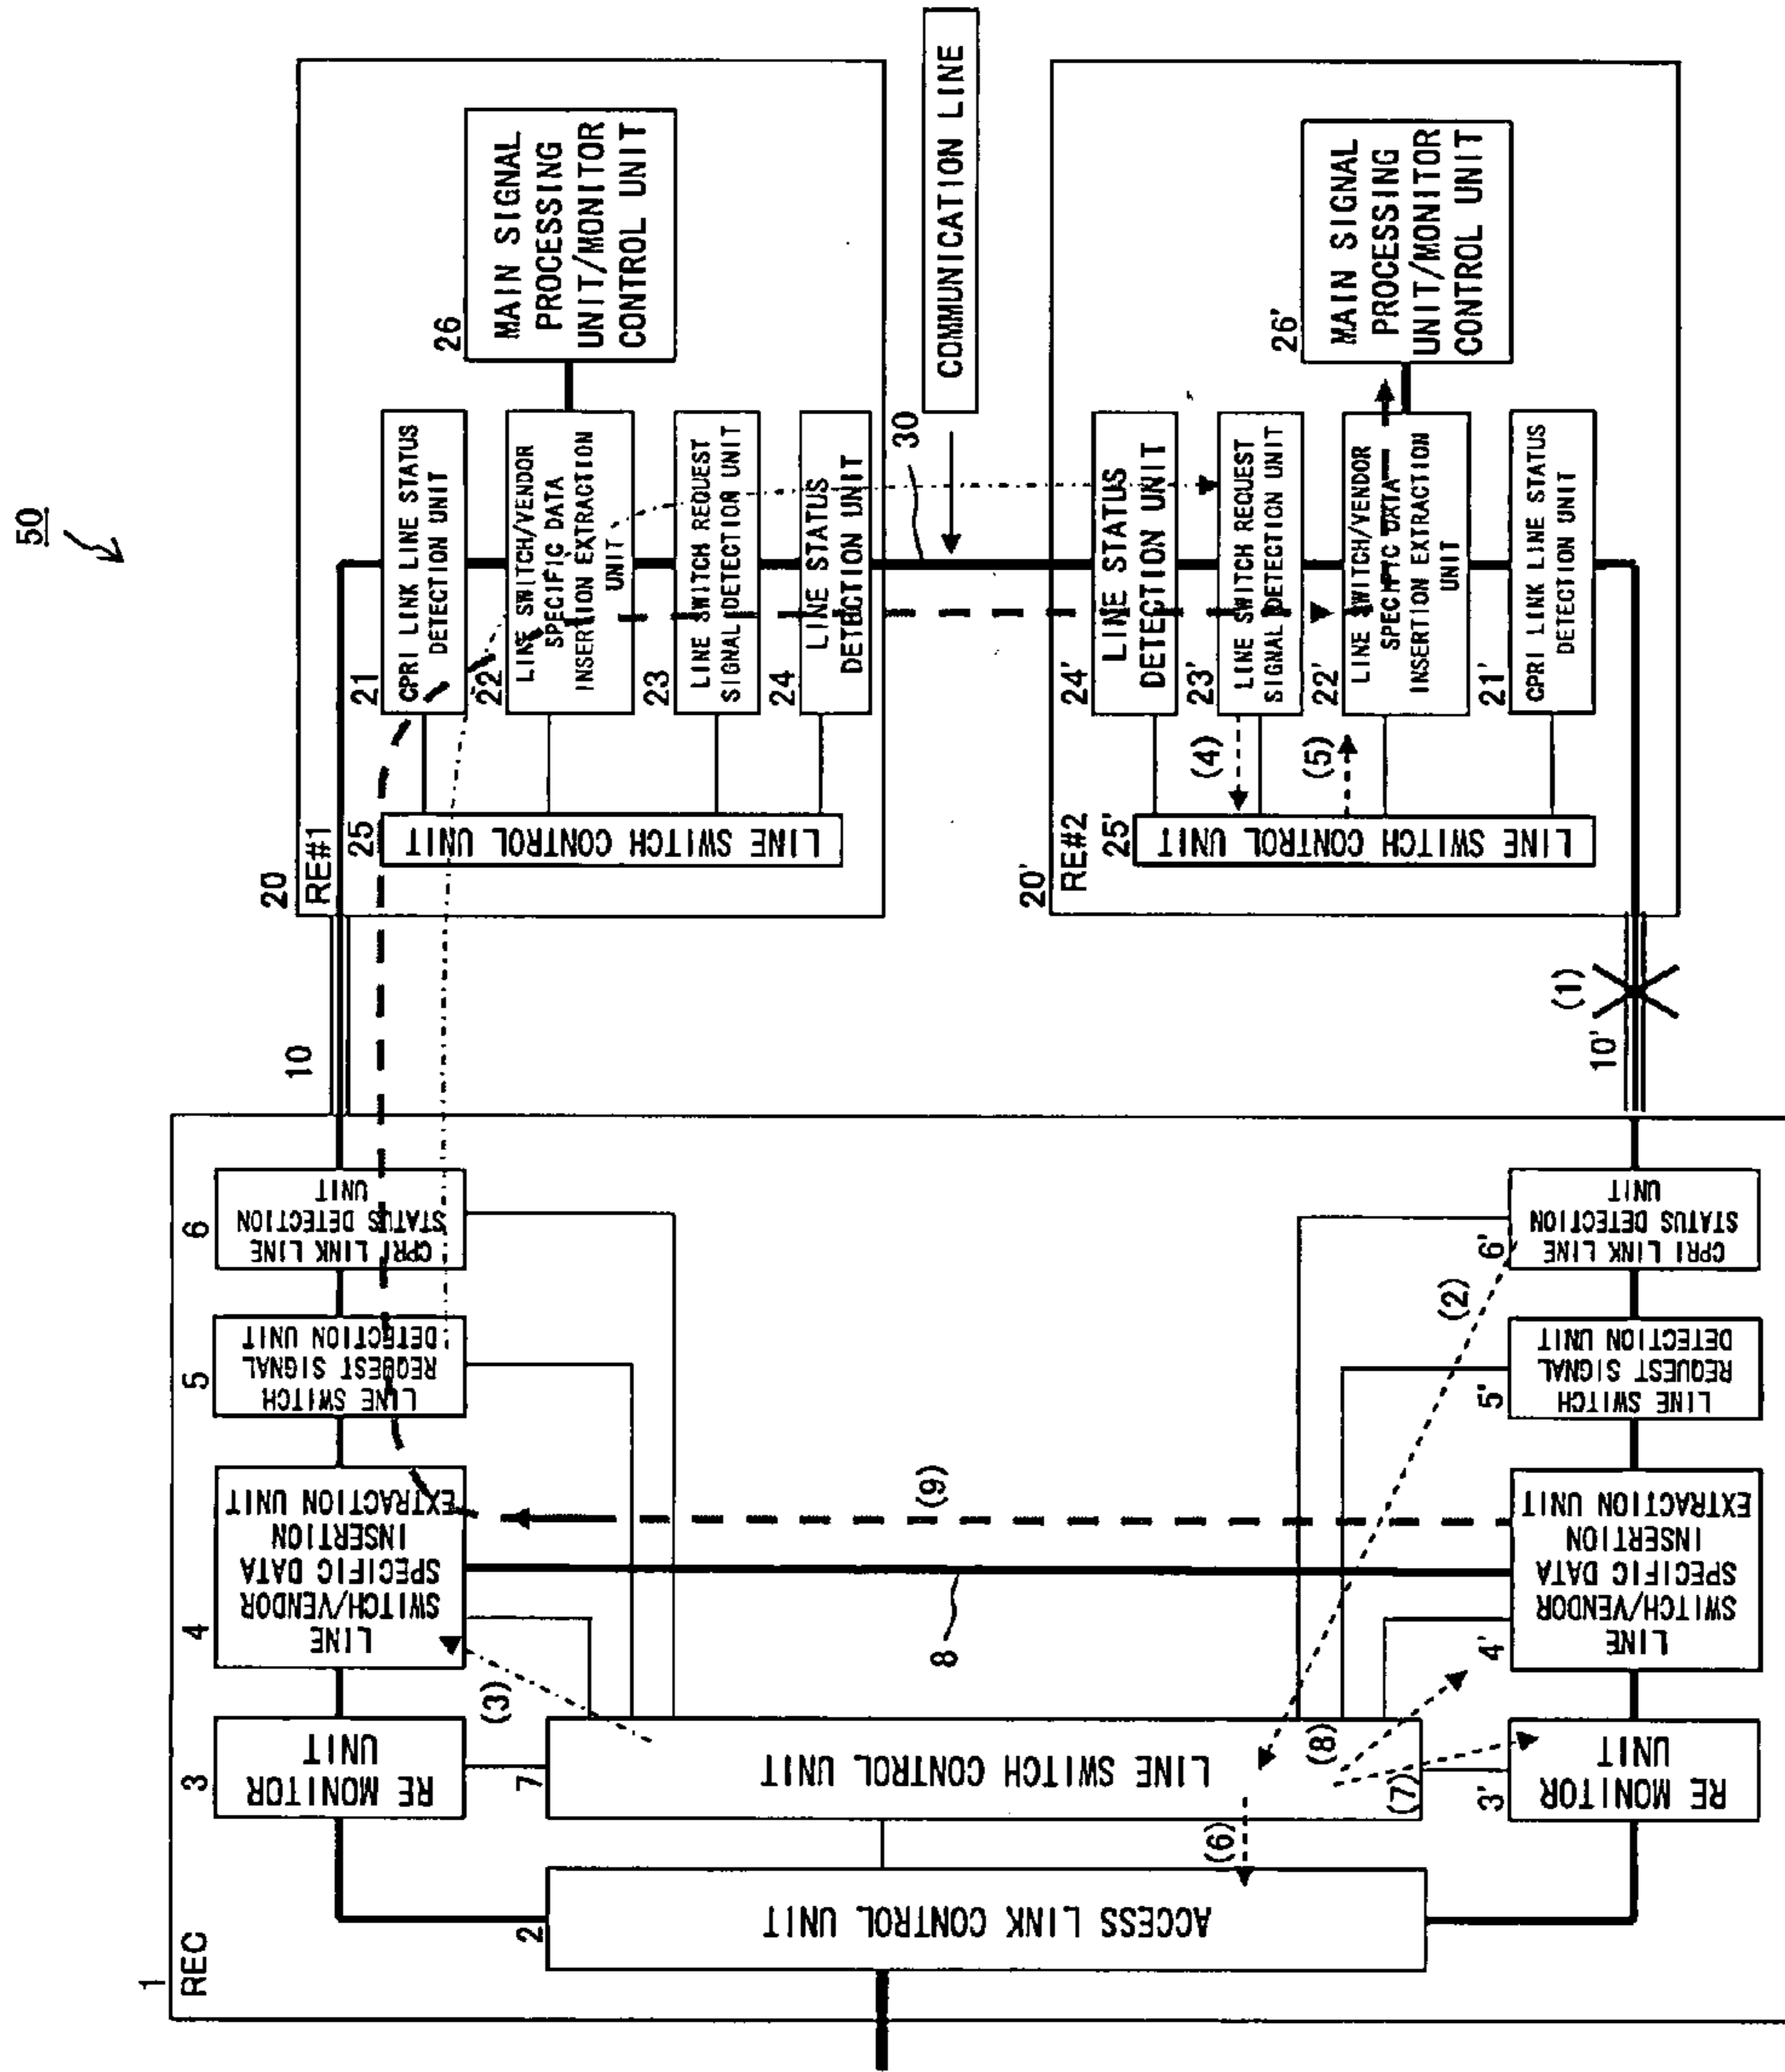 50
1
REC
2
ACCESS LINK CONTROL UNIT
3
RE MONITOR
UNIT
7
LINE SWITCH CONTROL UNIT
3'
RE MONITOR
UNIT
(3)
(6)
(7)
(8)
4
LINE
SWITCH/VENDOR
SPECIFIC DATA
INSERTION
EXTRACTION UNIT
8
(9)
4'
LINE
SWITCH/VENDOR
SPECIFIC DATA
INSERTION
EXTRACTION UNIT
5
LINE SWITCH
REQUEST SIGNAL
DETECTION UNIT
5'
LINE SWITCH
REQUEST SIGNAL
DETECTION UNIT
(2)
6
CPRI LINK LINE
STATUS DETECTION
UNIT
6'
CPRI LINK LINE
STATUS DETECTION
UNIT
10
10'
(1)
20
RE#1
25
LINE SWITCH CONTROL UNIT
21
CPRI LINK LINE STATUS
DETECTION UNIT
22
LINE SWITCH/VENDOR
SPECIFIC DATA
INSERTION EXTRACTION
UNIT
23
LINE SWITCH REQUEST
SIGNAL DETECTION UNIT
24
LINE STATUS
DETECTION UNIT
26
MAIN SIGNAL
PROCESSING
UNIT/MONITOR
CONTROL UNIT
30
COMMUNICATION LINE
20'
RE#2
25'
LINE SWITCH CONTROL UNIT
(4)
(5)
24'
LINE STATUS
DETECTION UNIT
23'
LINE SWITCH REQUEST
SIGNAL DETECTION UNIT
22'
LINE SWITCH/VENDOR
SPECIFIC DATA
INSERTION EXTRACTION
UNIT
21'
CPRI LINK LINE STATUS
DETECTION UNIT
26'
MAIN SIGNAL
PROCESSING
UNIT/MONITOR
CONTROL UNIT